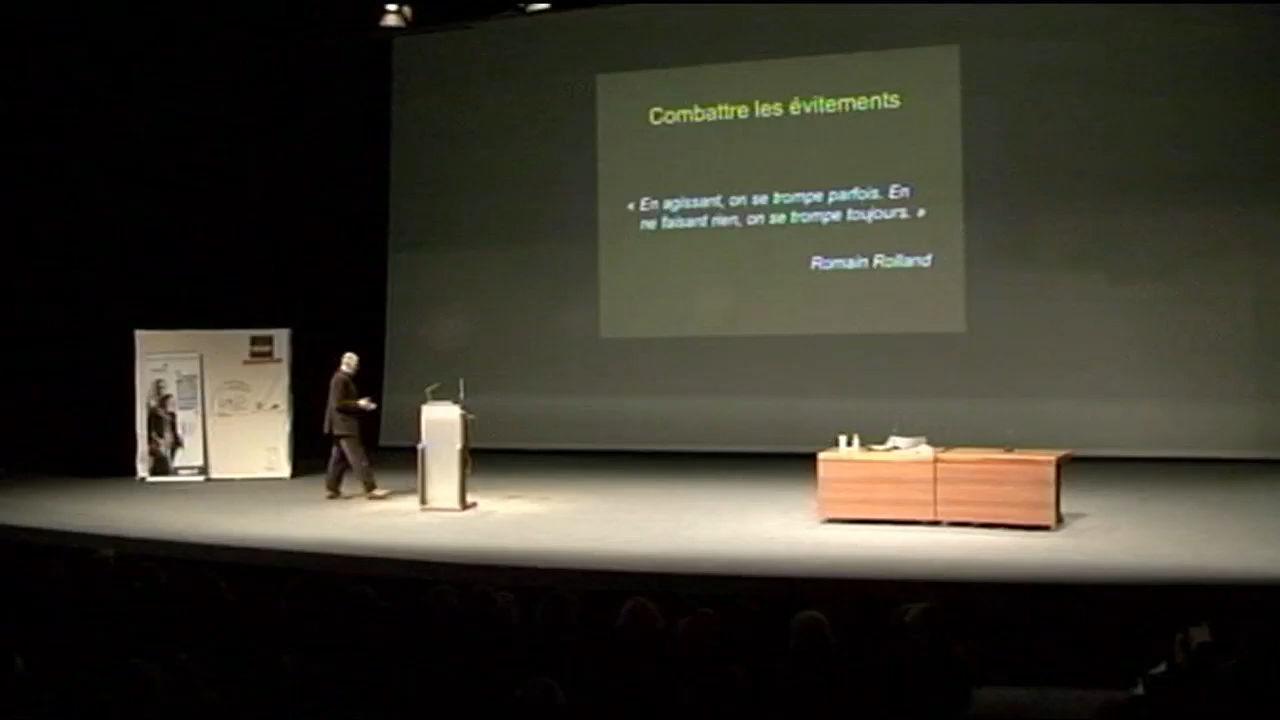 Combattre les évitements
« En agissant, on se trompe parfois. En
ne faisant rien, on se trompe toujours. »
Romain Rolland